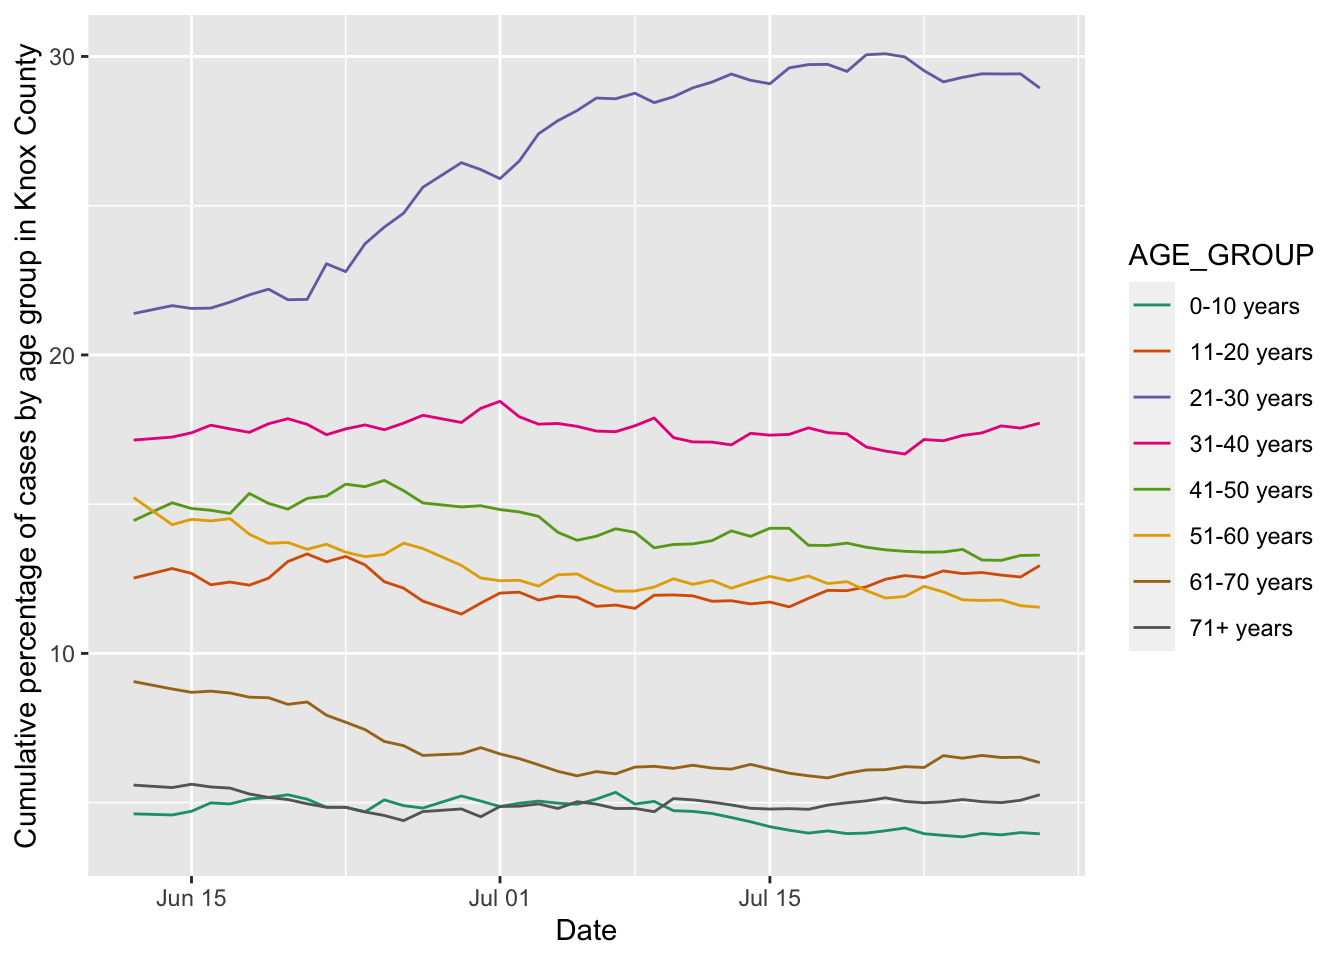 Cumulative percentage of cases by age group in Knox County
30
20
10
Jun 15
Jul 01
Jul 15
Date
AGE_GROUP
0-10 years
11-20 years
21-30 years
31-40 years
41-50 years
51-60 years
61-70 years
71+ years